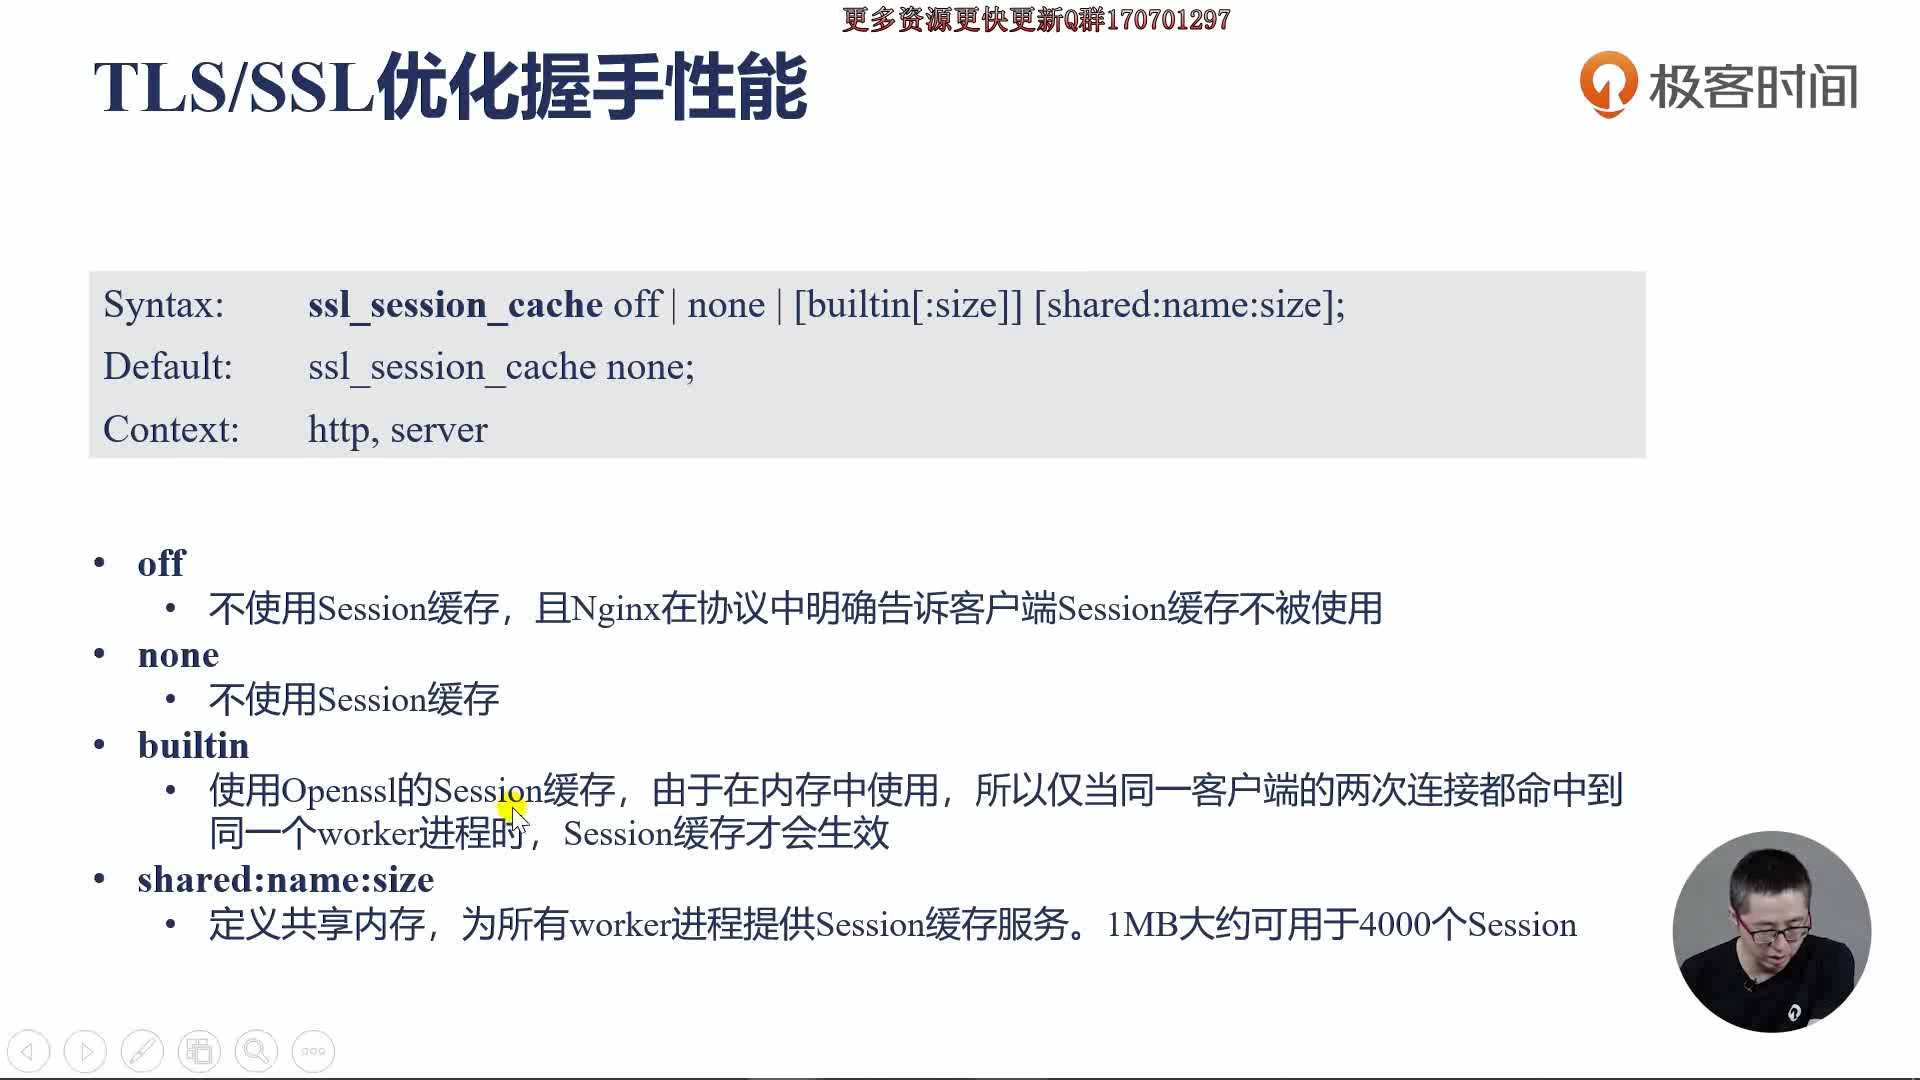 更多资源更快更新Q群170701297
TLS/SSL优化握手性能
极客时间
Syntax: ssl_session_cache off | none | [builtin[:size]] [shared:name:size];
Default: ssl_session_cache none;
Context: http, server
• off
• 不使用Session缓存，且Nginx在协议中明确告诉客户端Session缓存不被使用
• none
• 不使用Session缓存
• builtin
• 使用Openssl的Session缓存，由于在内存中使用，所以仅当同一客户端的两次连接都命中到
同一个worker进程时，Session缓存才会生效
• shared:name:size
• 定义共享内存，为所有worker进程提供Session缓存服务。1MB大约可用于4000个Session